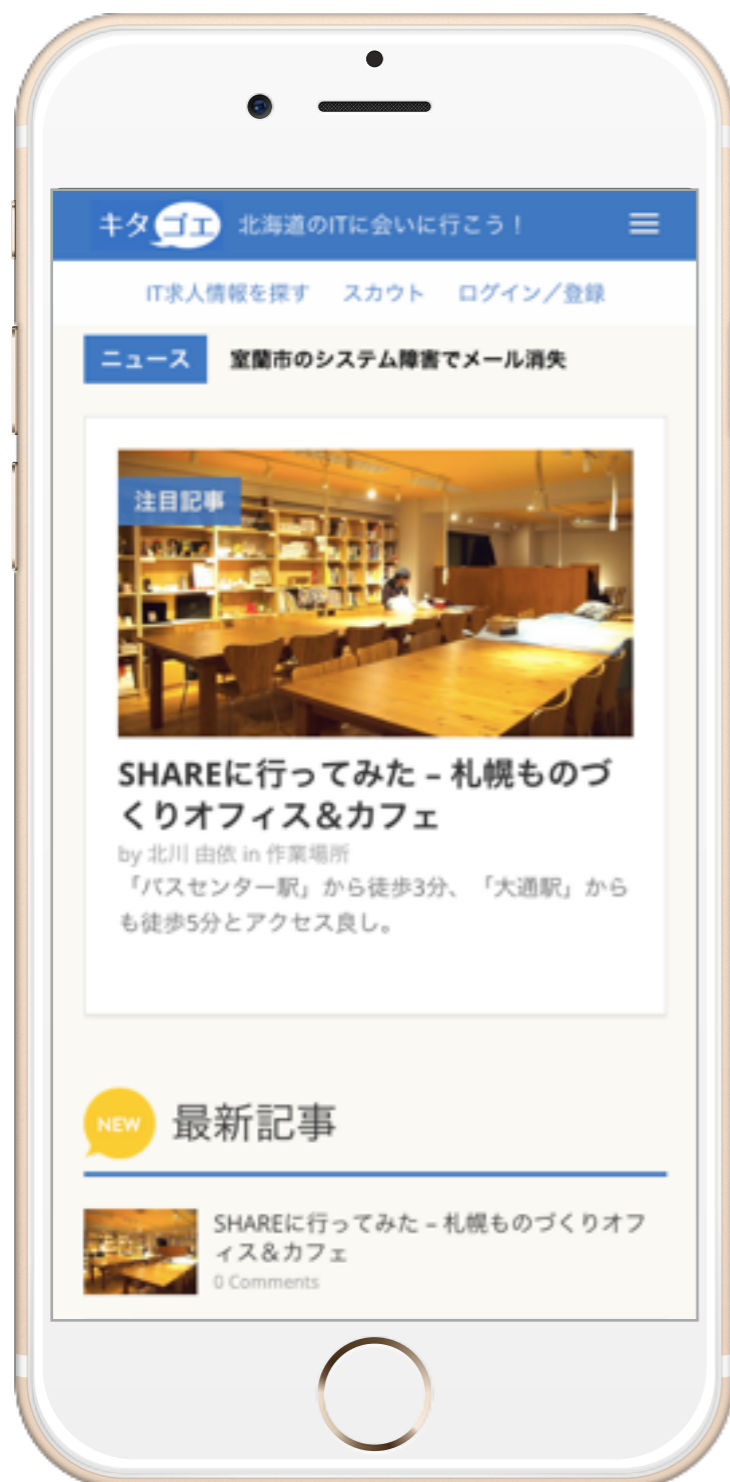 キタゴエ 北海道のITに会いに行こう！
IT求人情報を探す スカウト ログイン／登録
ニュース 室蘭市のシステム障害でメール消失
注目記事
SHAREに行ってみた – 札幌ものづ
くりオフィス&カフェ
by 北川 由依 in 作業場所
「バスセンター駅」から徒歩3分、「大通駅」から
も徒歩5分とアクセス良し。
NEW 最新記事
SHAREに行ってみた – 札幌ものづくりオフ
ィス&カフェ
0 Comments